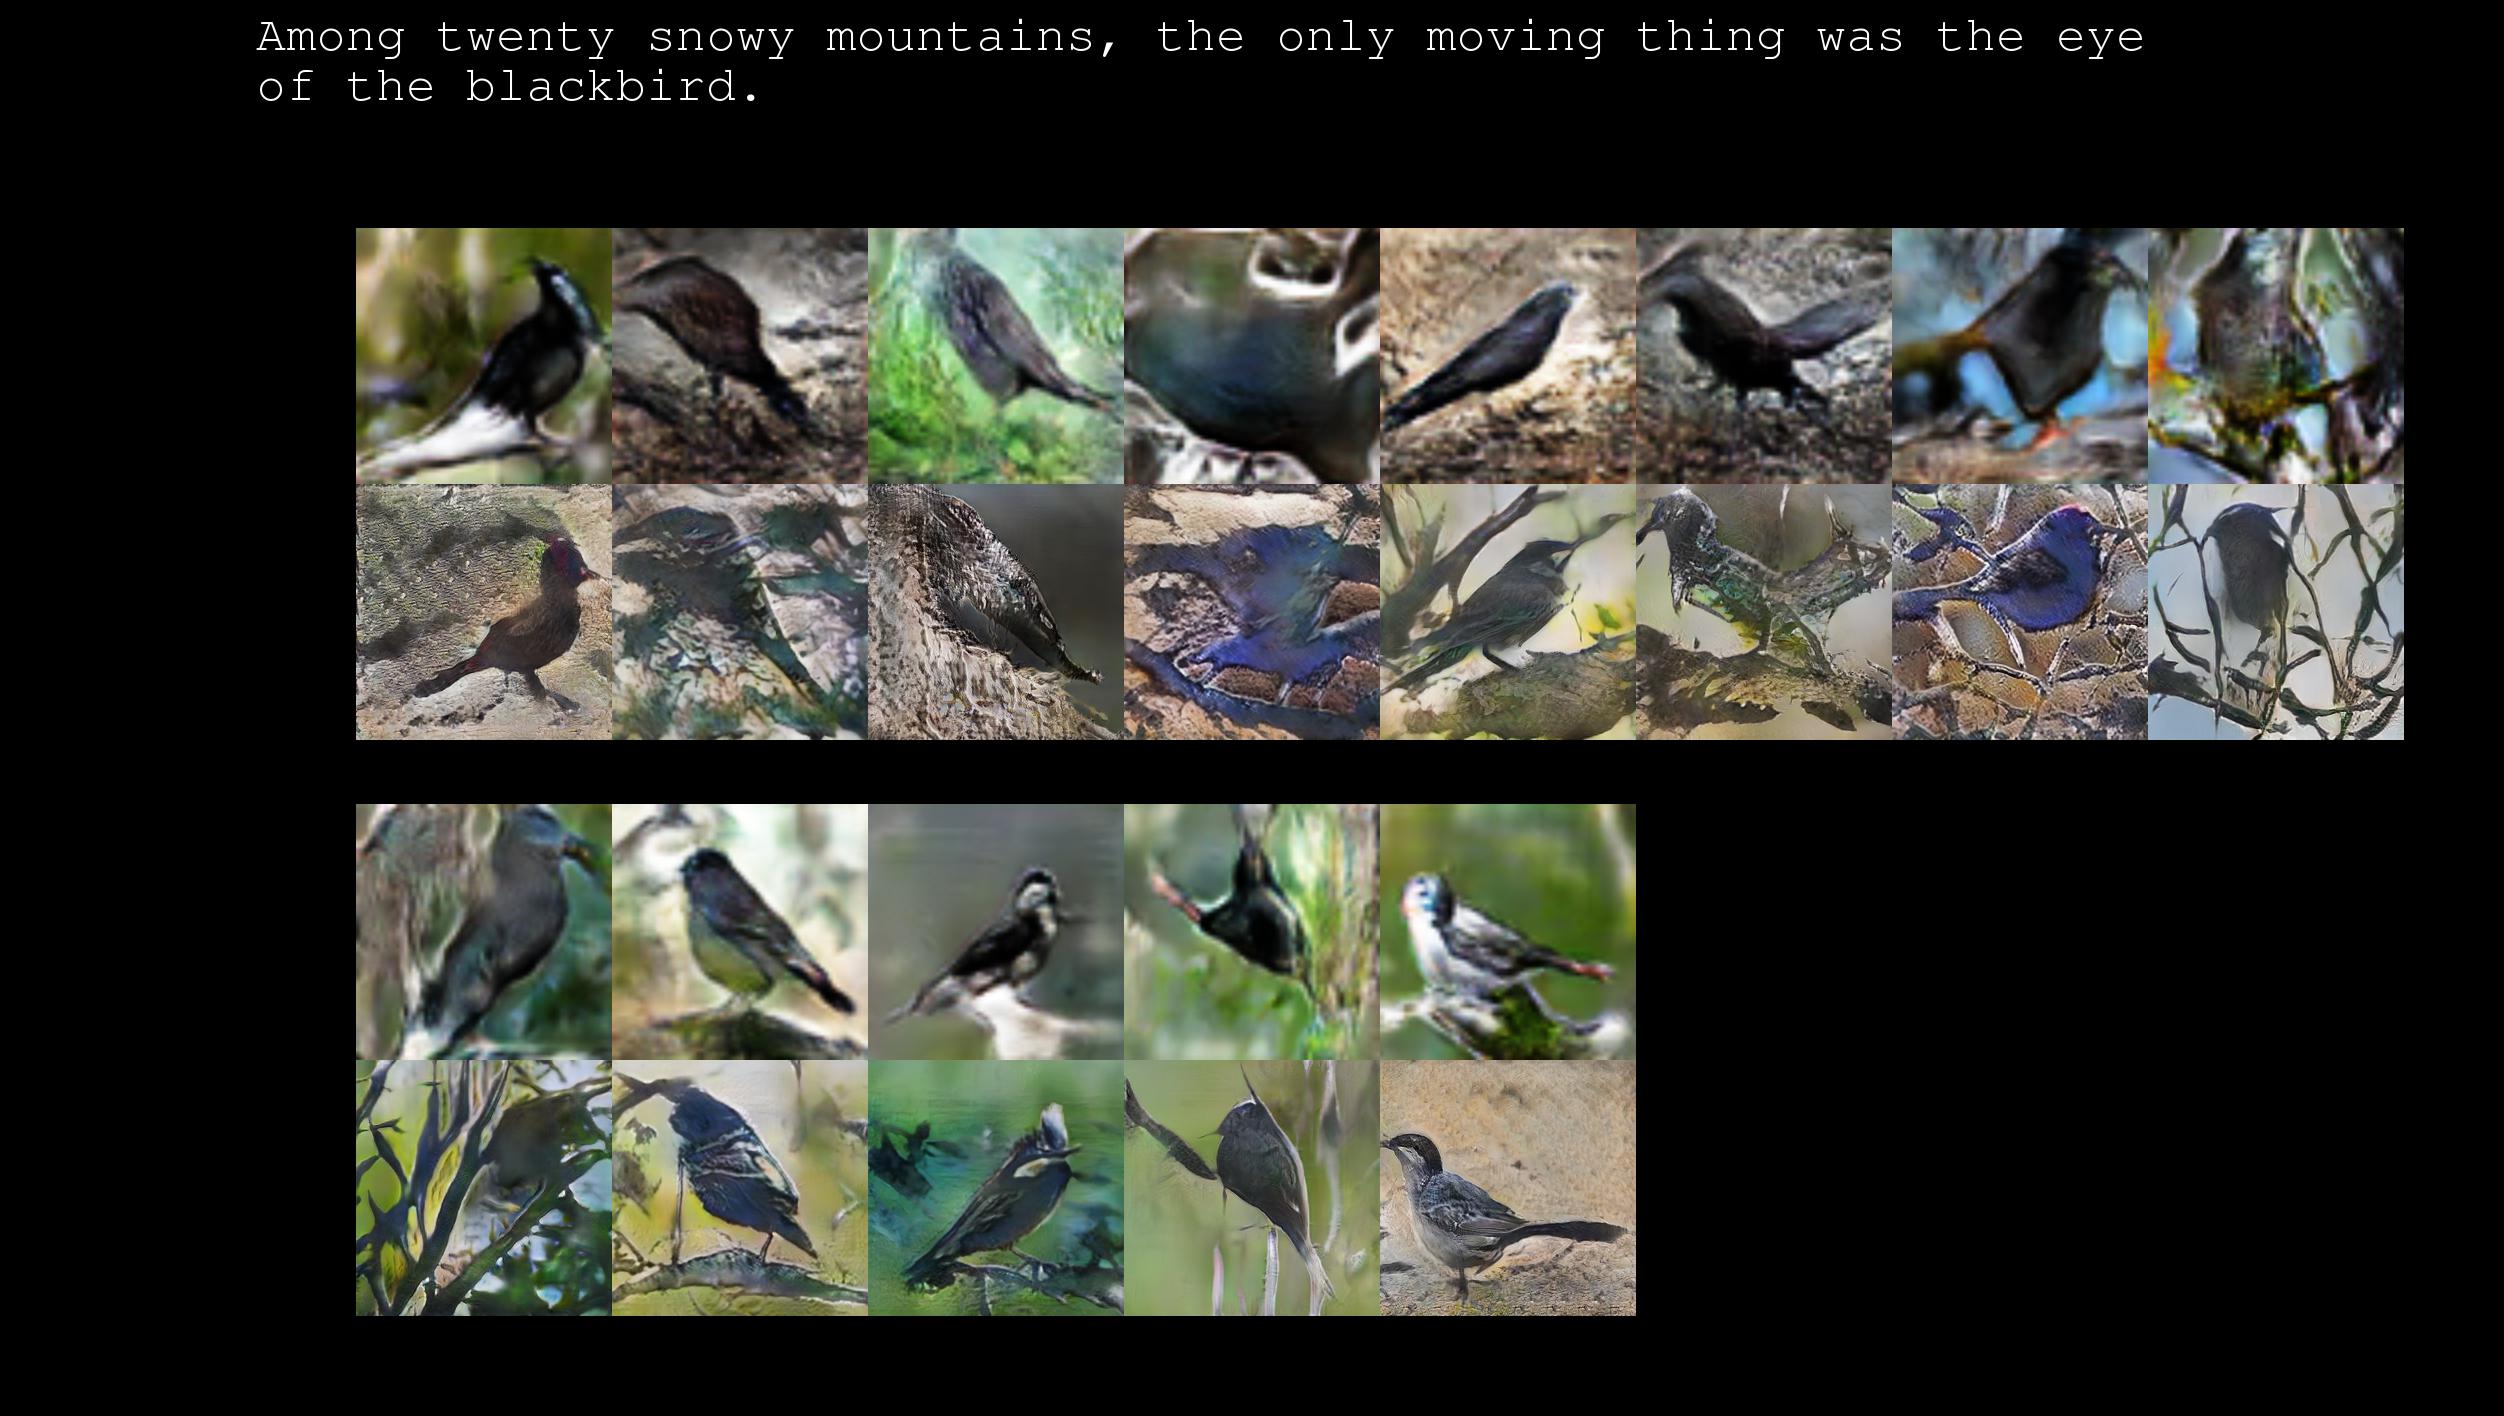 Among twenty snowy mountains, the only moving thing was the eye
of the blackbird.